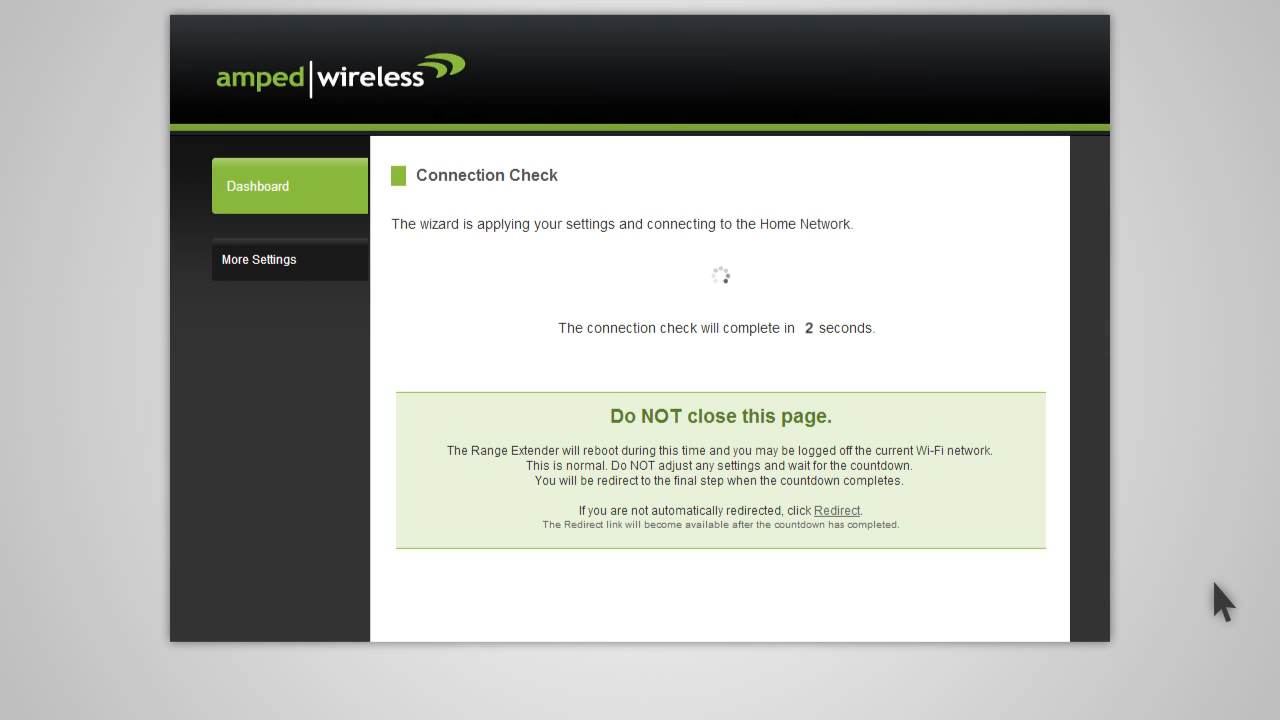 amped wireless
Dashboard
More Settings
Connection Check
The wizard is applying your settings and connecting to the Home Network.
The connection check will complete in 2 seconds.
Do NOT close this page.
The Range Extender will reboot during this time and you may be logged off the current Wi-Fi network.
This is normal. Do NOT adjust any settings and wait for the countdown.
You will be redirect to the final step when the countdown completes.
If you are not automatically redirected, click Redirect.
The Redirect link will become available after the countdown has completed.